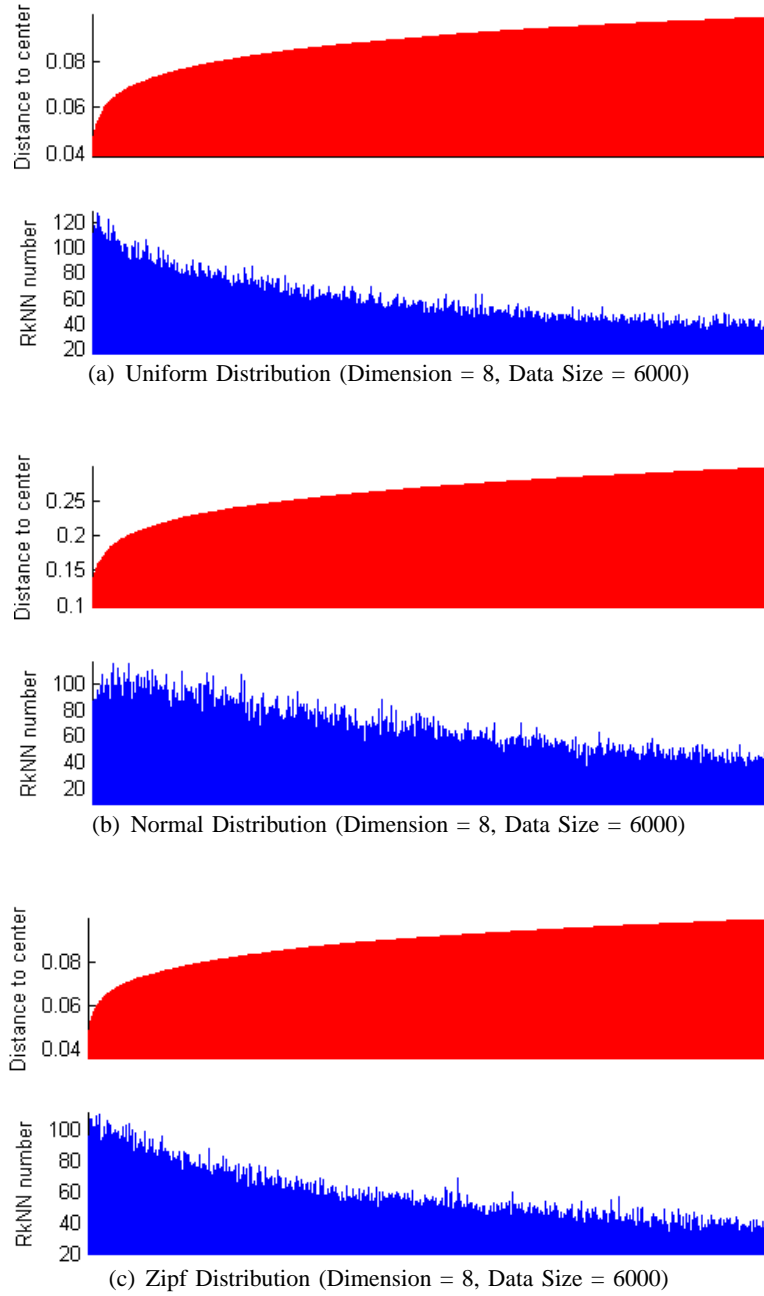 Distance to center
0.08
0.06
0.04
RkNN number
120
100
80
60
40
20
(a) Uniform Distribution (Dimension = 8, Data Size = 6000)
Distance to center
0.25
0.2
0.15
0.1
RkNN number
100
80
60
40
20
(b) Normal Distribution (Dimension = 8, Data Size = 6000)
Distance to center
0.08
0.06
0.04
RkNN number
100
80
60
40
20
(c) Zipf Distribution (Dimension = 8, Data Size = 6000)